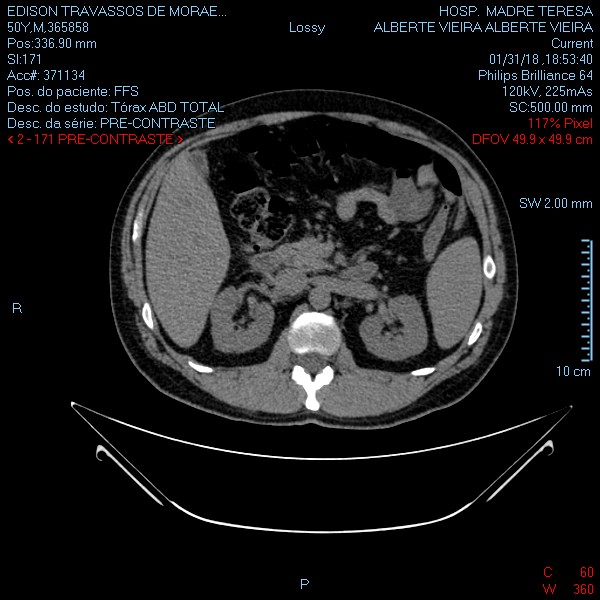 EDISON TRAVASSOS DE MORAE...
50Y,M,365858
Pos:336.90 mm
Sl:171
Acc#: 371134
Pos. do paciente: FFS
Desc. do estudo: Tórax ABD TOTAL
Desc. da série: PRE-CONTRASTE
< 2 - 171 PRE-CONTRASTE >
Lossy
HOSP. MADRE TERESA
ALBERTE VIEIRA ALBERTE VIEIRA
Current
01/31/18 ,18:53:40
Philips Brilliance 64
120kV, 225mAs
SC:500.00 mm
117% Pixel
DFOV 49.9 x 49.9 cm
SW 2.00 mm
R
10 cm
P
C 60
W 360